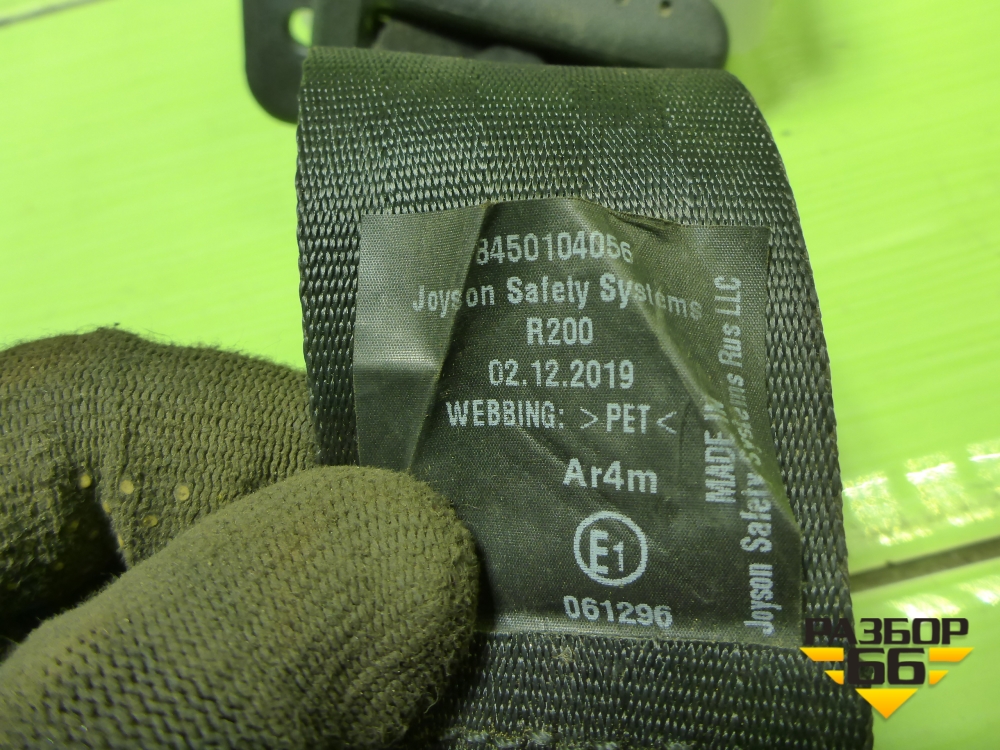 8450104056
Joyson Safety Systems
R200
02.12.2019
WEBBING: >PET<
Ar4m
E1
061296
MADE IN
Joyson Safety Systems Rus LLC
РАЗБОР
66